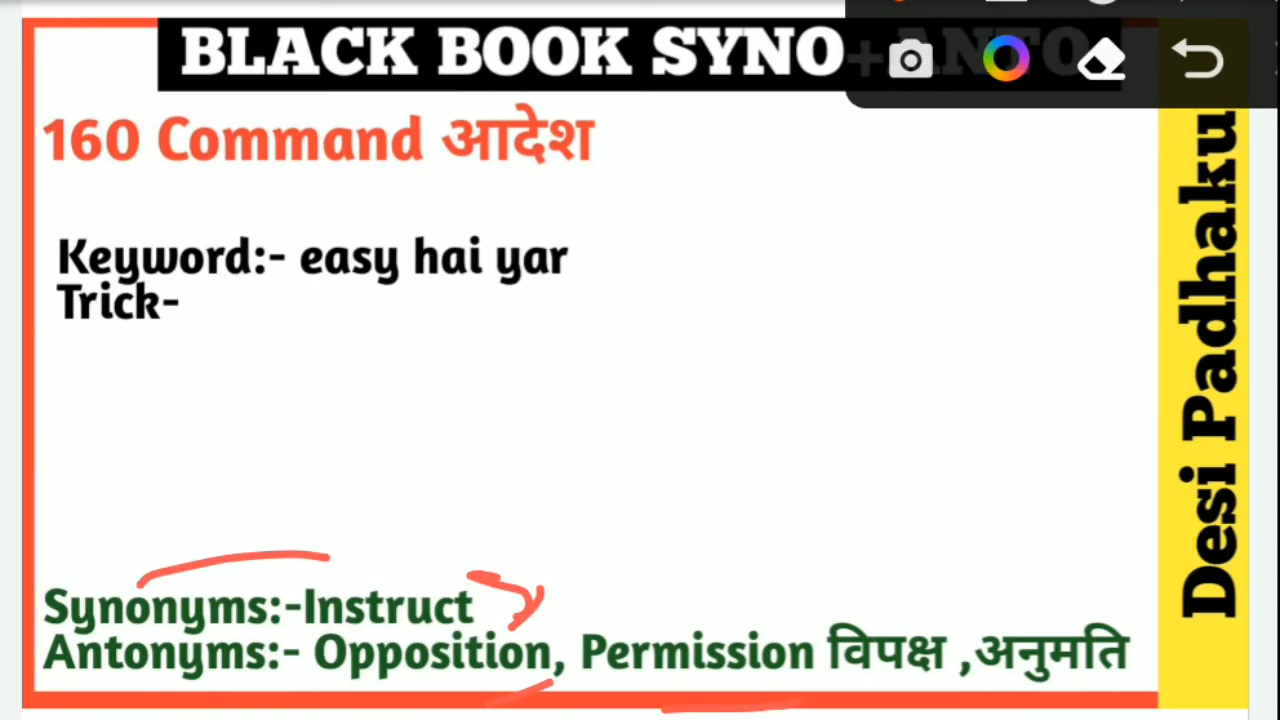 BLACK BOOK SYNO+ANTO
160 Command आदेश
Keyword:- easy hai yar
Trick-
Synonyms:-Instruct
Antonyms:- Opposition, Permission विपक्ष ,अनुमति
Desi Padhaku